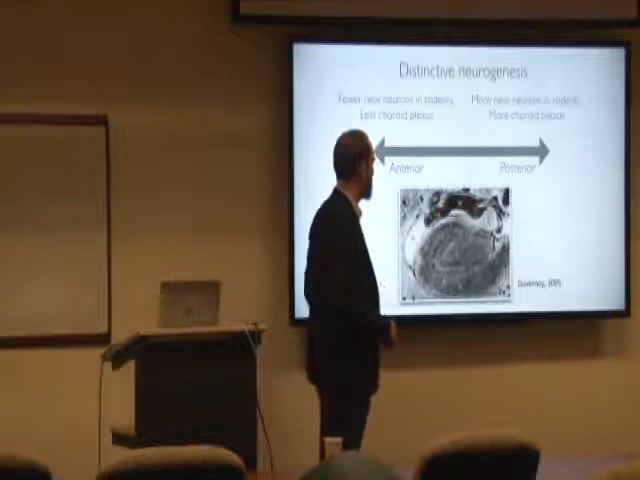 Distinctive neurogenesis
Fewer new neurons in rodents
Less choroid plexus
More new neurons in rodents
More choroid plexus
Anterior
Posterior
Duvernoy, 2005